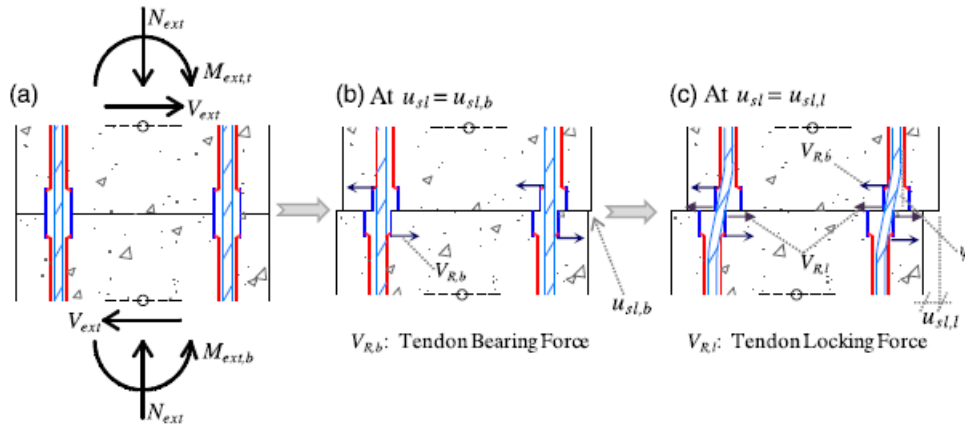 N_ext
M_ext,t
(a)
V_ext
(b) At u_sl = u_sl,b
(c) At u_sl = u_sl,l
V_R,b
V_R,b
V_R,l
V_ext
u_sl,b
u_sl,l
M_ext,b
V_R,b: Tendon Bearing Force
V_R,l: Tendon Locking Force
N_ext